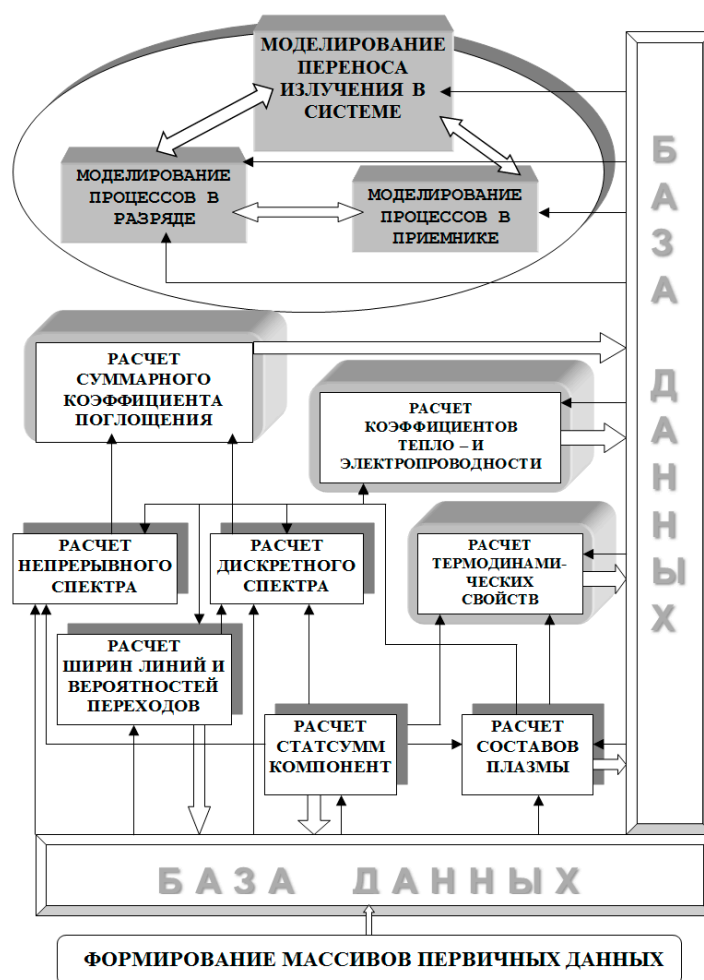 МОДЕЛИРОВАНИЕ
ПЕРЕНОСА
ИЗЛУЧЕНИЯ В
СИСТЕМЕ
МОДЕЛИРОВАНИЕ
ПРОЦЕССОВ В
РАЗРЯДЕ
МОДЕЛИРОВАНИЕ
ПРОЦЕССОВ В
ПРИЕМНИКЕ
БАЗА ДАННЫХ
РАСЧЕТ
СУММАРНОГО
КОЭФФИЦИЕНТА
ПОГЛОЩЕНИЯ
РАСЧЕТ
КОЭФФИЦИЕНТОВ
ТЕПЛО – И
ЭЛЕКТРОПРОВОДНОСТИ
РАСЧЕТ
НЕПРЕРЫВНОГО
СПЕКТРА
РАСЧЕТ
ДИСКРЕТНОГО
СПЕКТРА
РАСЧЕТ
ТЕРМОДИНАМИ-
ЧЕСКИХ
СВОЙСТВ
РАСЧЕТ
ШИРИН ЛИНИЙ И
ВЕРОЯТНОСТЕЙ
ПЕРЕХОДОВ
РАСЧЕТ
СТАТСУММ
КОМПОНЕНТ
РАСЧЕТ
СОСТАВОВ
ПЛАЗМЫ
БАЗА ДАННЫХ
ФОРМИРОВАНИЕ МАССИВОВ ПЕРВИЧНЫХ ДАННЫХ